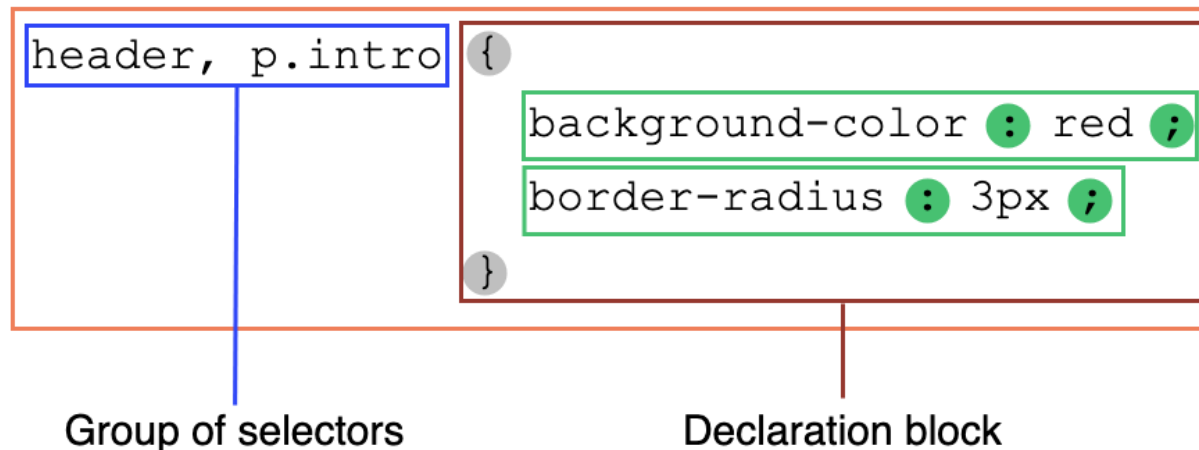 header, p.intro {
background-color : red ;
border-radius : 3px ;
}
Group of selectors
Declaration block